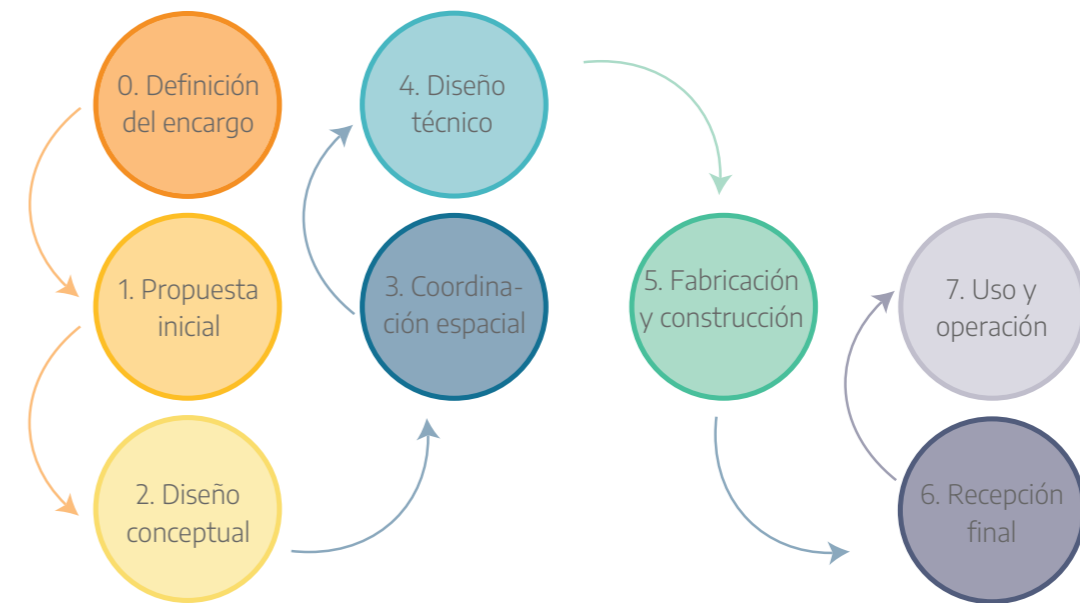 0. Definición
del encargo
1. Propuesta
inicial
2. Diseño
conceptual
3. Coordina-
ción espacial
4. Diseño
técnico
5. Fabricación
y construcción
6. Recepción
final
7. Uso y
operación